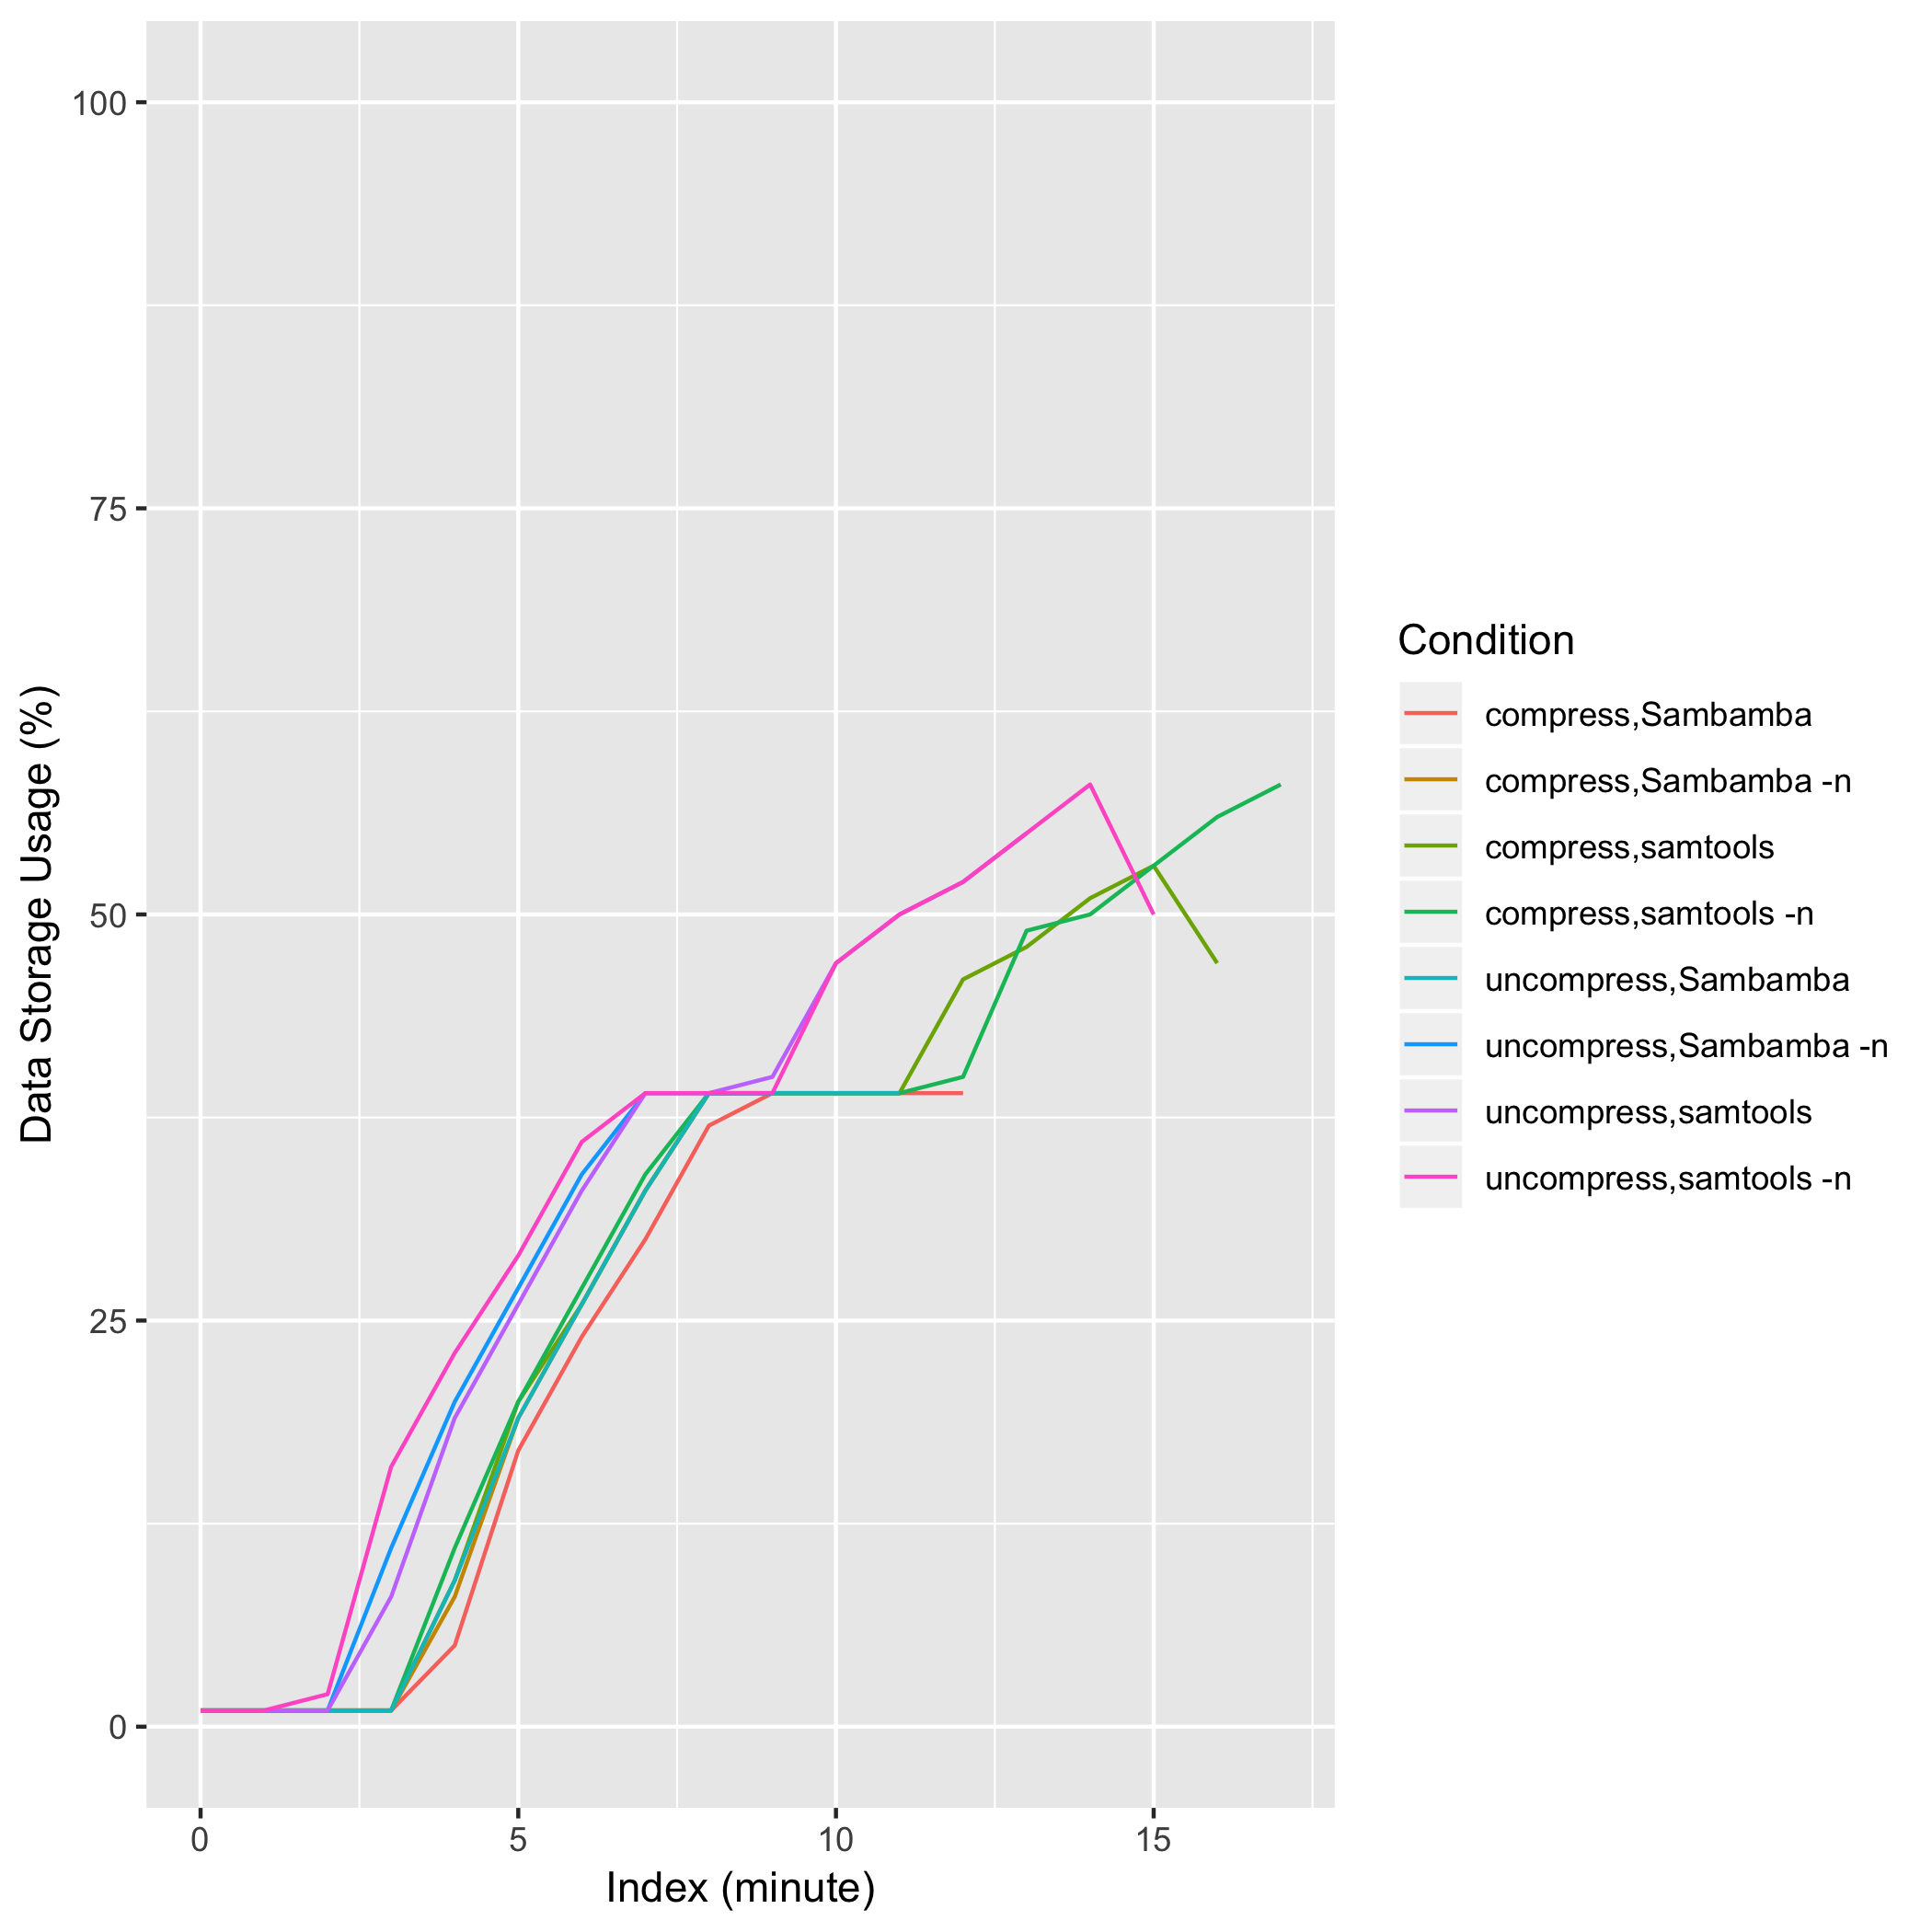 100
75
50
25
0
Data Storage Usage (%)
0 5 10 15
Index (minute)
Condition
compress,Sambamba
compress,Sambamba -n
compress,samtools
compress,samtools -n
uncompress,Sambamba
uncompress,Sambamba -n
uncompress,samtools
uncompress,samtools -n